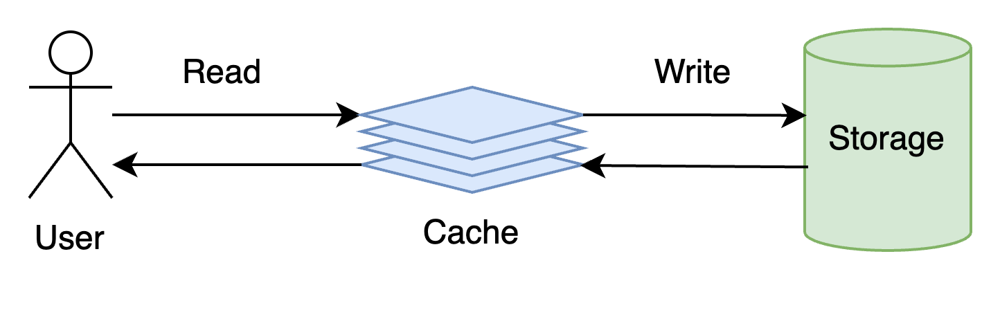 Read
Write
Storage
Cache
User